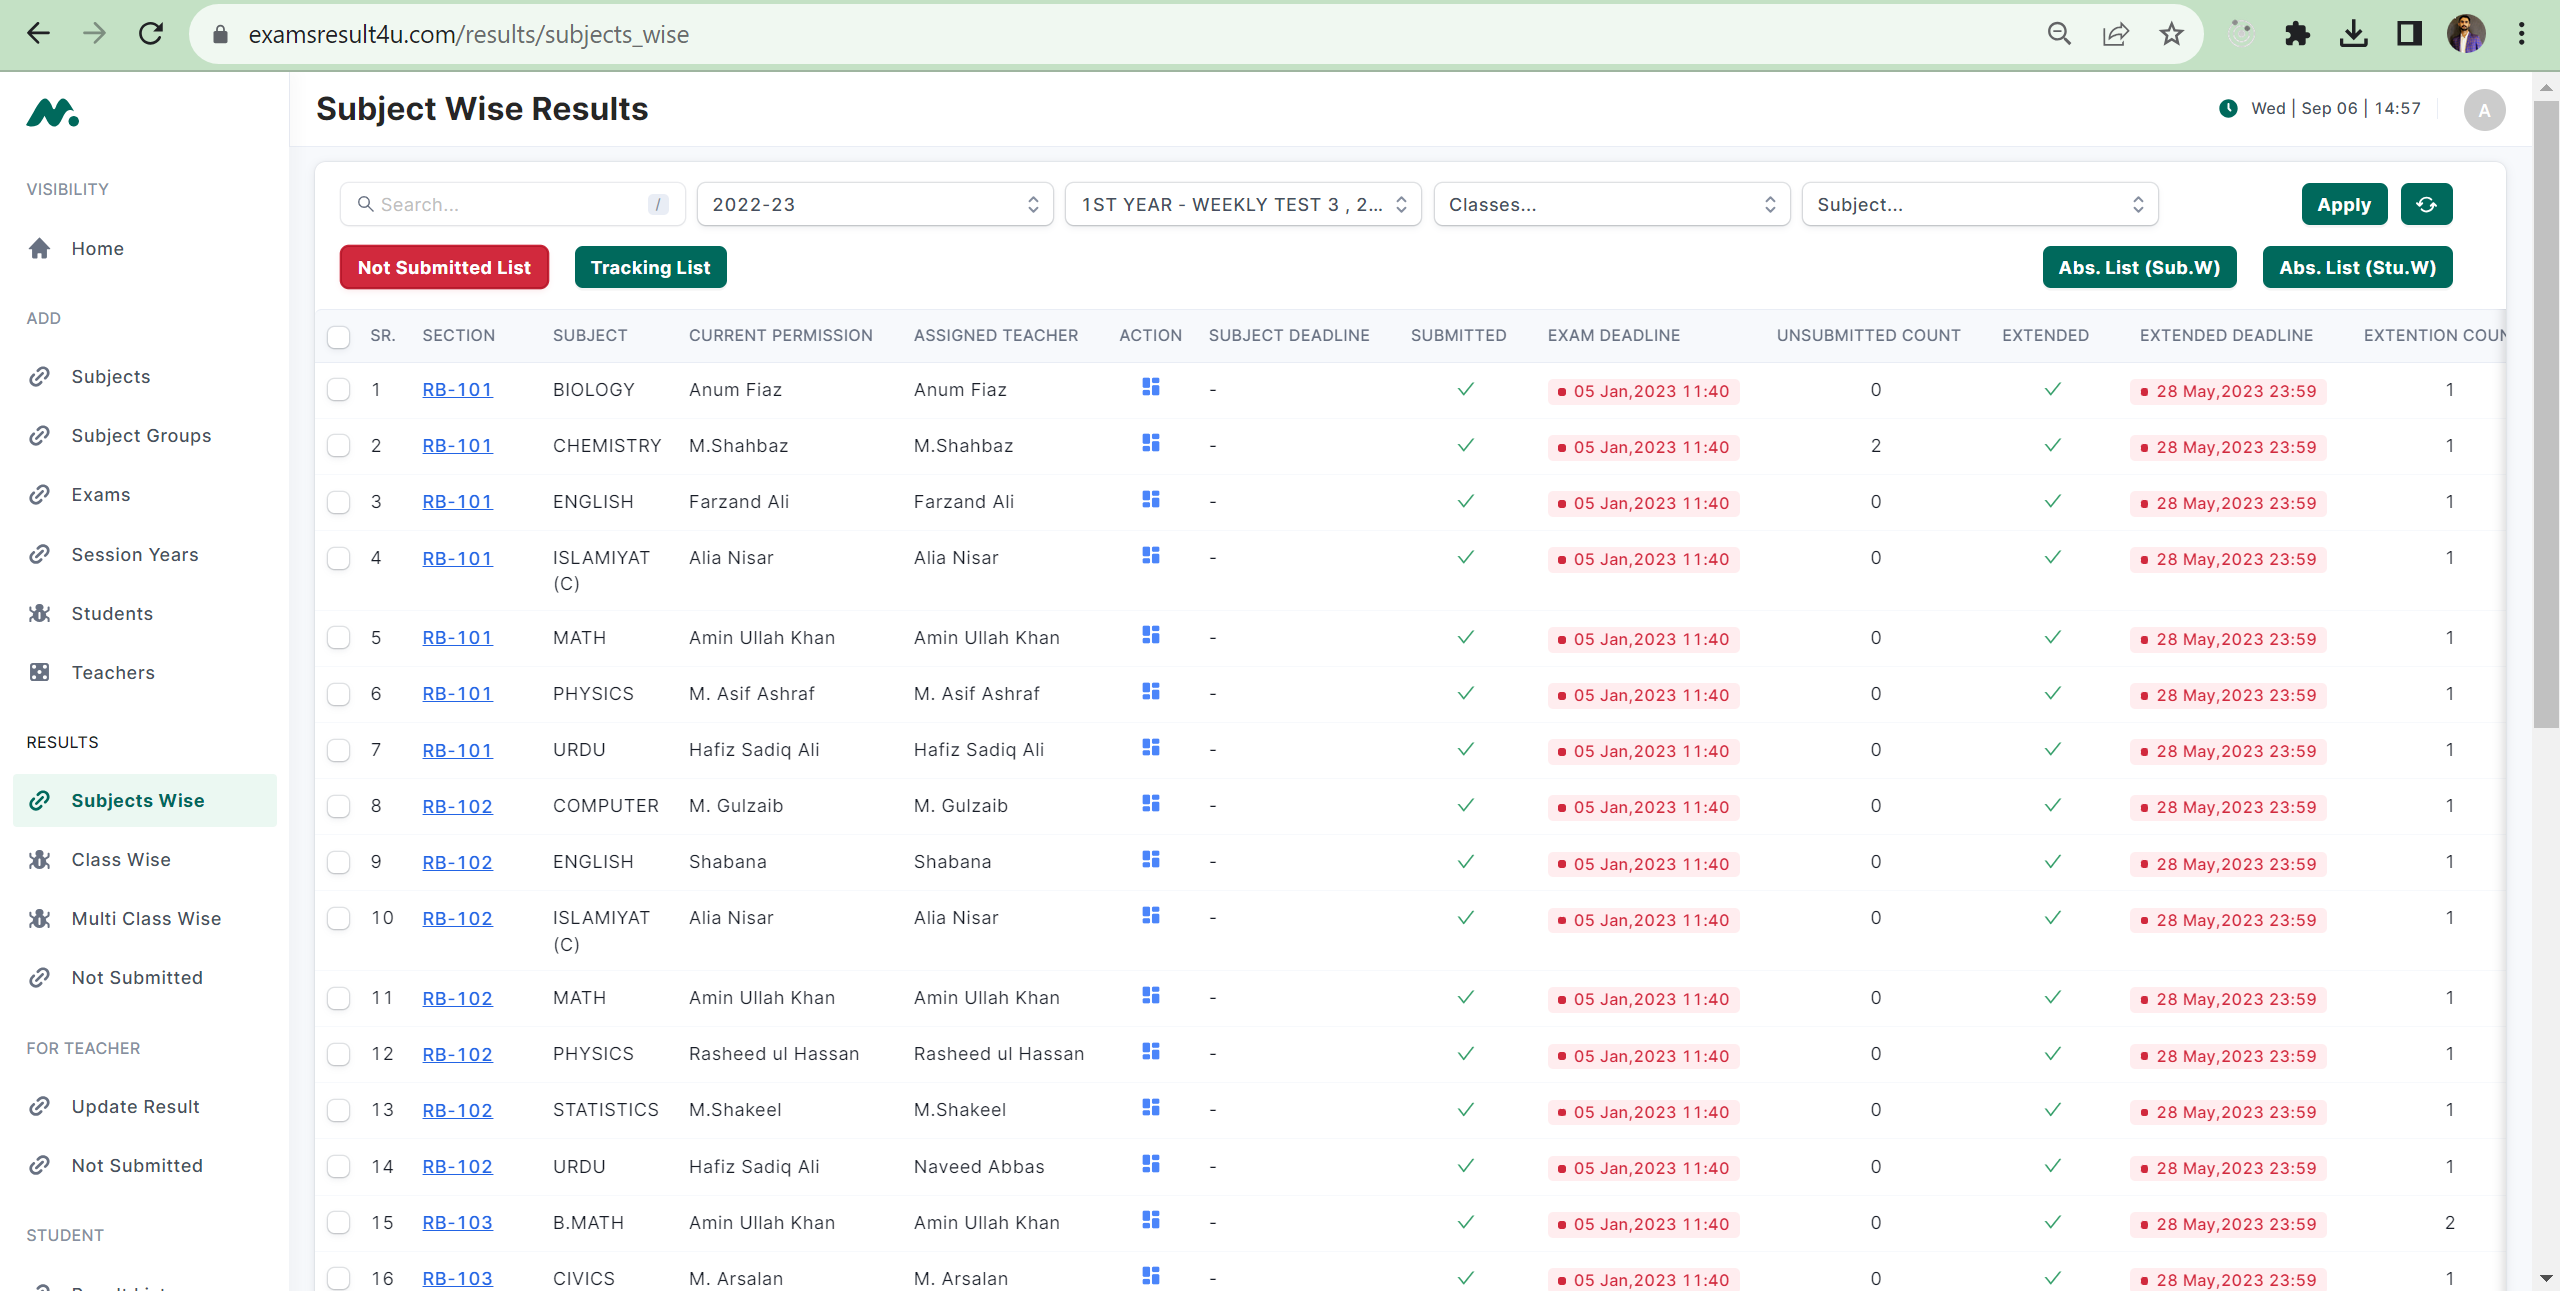 examsresult4u.com/results/subjects_wise
Subject Wise Results
Wed | Sep 06 | 14:57
A
VISIBILITY
Home
ADD
Subjects
Subject Groups
Exams
Session Years
Students
Teachers
RESULTS
Subjects Wise
Class Wise
Multi Class Wise
Not Submitted
FOR TEACHER
Update Result
Not Submitted
STUDENT
Search... /
2022-23
1ST YEAR - WEEKLY TEST 3 , 2...
Classes...
Subject...
Apply
Not Submitted List
Tracking List
Abs. List (Sub.W)
Abs. List (Stu.W)
SR. SECTION SUBJECT CURRENT PERMISSION ASSIGNED TEACHER ACTION SUBJECT DEADLINE SUBMITTED EXAM DEADLINE UNSUBMITTED COUNT EXTENDED EXTENDED DEADLINE EXTENTION COUN
1 RB-101 BIOLOGY Anum Fiaz Anum Fiaz - 05 Jan,2023 11:40 0 28 May,2023 23:59 1
2 RB-101 CHEMISTRY M.Shahbaz M.Shahbaz - 05 Jan,2023 11:40 2 28 May,2023 23:59 1
3 RB-101 ENGLISH Farzand Ali Farzand Ali - 05 Jan,2023 11:40 0 28 May,2023 23:59 1
4 RB-101 ISLAMIYAT Alia Nisar Alia Nisar - 05 Jan,2023 11:40 0 28 May,2023 23:59 1
(C)
5 RB-101 MATH Amin Ullah Khan Amin Ullah Khan - 05 Jan,2023 11:40 0 28 May,2023 23:59 1
6 RB-101 PHYSICS M. Asif Ashraf M. Asif Ashraf - 05 Jan,2023 11:40 0 28 May,2023 23:59 1
7 RB-101 URDU Hafiz Sadiq Ali Hafiz Sadiq Ali - 05 Jan,2023 11:40 0 28 May,2023 23:59 1
8 RB-102 COMPUTER M. Gulzaib M. Gulzaib - 05 Jan,2023 11:40 0 28 May,2023 23:59 1
9 RB-102 ENGLISH Shabana Shabana - 05 Jan,2023 11:40 0 28 May,2023 23:59 1
10 RB-102 ISLAMIYAT Alia Nisar Alia Nisar - 05 Jan,2023 11:40 0 28 May,2023 23:59 1
(C)
11 RB-102 MATH Amin Ullah Khan Amin Ullah Khan - 05 Jan,2023 11:40 0 28 May,2023 23:59 1
12 RB-102 PHYSICS Rasheed ul Hassan Rasheed ul Hassan - 05 Jan,2023 11:40 0 28 May,2023 23:59 1
13 RB-102 STATISTICS M.Shakeel M.Shakeel - 05 Jan,2023 11:40 0 28 May,2023 23:59 1
14 RB-102 URDU Hafiz Sadiq Ali Naveed Abbas - 05 Jan,2023 11:40 0 28 May,2023 23:59 1
15 RB-103 B.MATH Amin Ullah Khan Amin Ullah Khan - 05 Jan,2023 11:40 0 28 May,2023 23:59 2
16 RB-103 CIVICS M. Arsalan M. Arsalan - 05 Jan,2023 11:40 0 28 May,2023 23:59 1